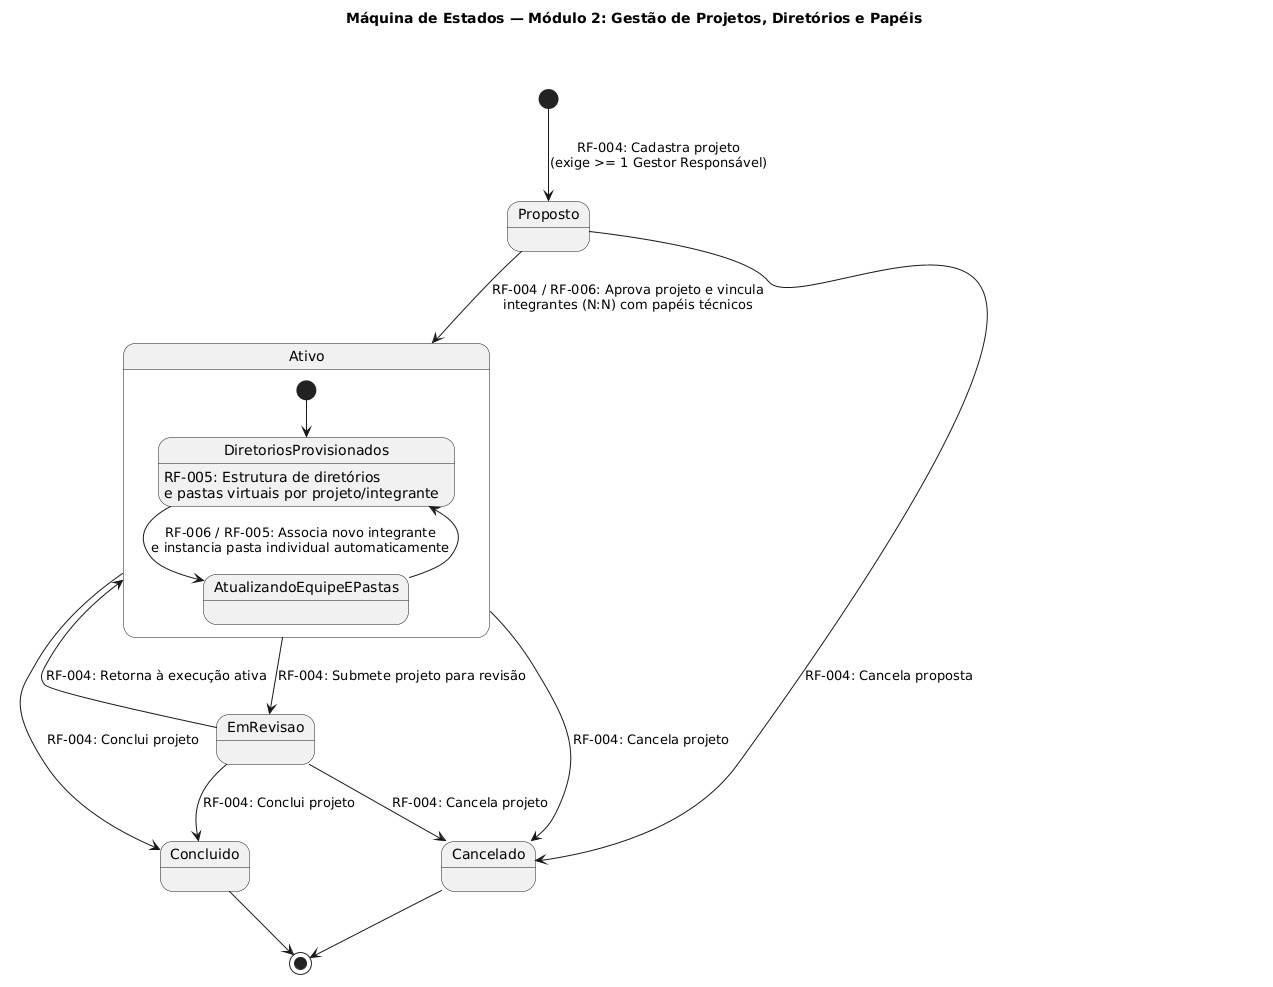 Máquina de Estados — Módulo 2: Gestão de Projetos, Diretórios e Papéis
RF-004: Cadastra projeto
(exige >= 1 Gestor Responsável)
Proposto
RF-004 / RF-006: Aprova projeto e vincula
integrantes (N:N) com papéis técnicos
Ativo
DiretoriosProvisionados
RF-005: Estrutura de diretórios
e pastas virtuais por projeto/integrante
RF-006 / RF-005: Associa novo integrante
e instancia pasta individual automaticamente
AtualizandoEquipeEPastas
RF-004: Retorna à execução ativa
RF-004: Submete projeto para revisão
RF-004: Cancela proposta
EmRevisao
RF-004: Conclui projeto
RF-004: Cancela projeto
RF-004: Conclui projeto
RF-004: Cancela projeto
Concluido
Cancelado